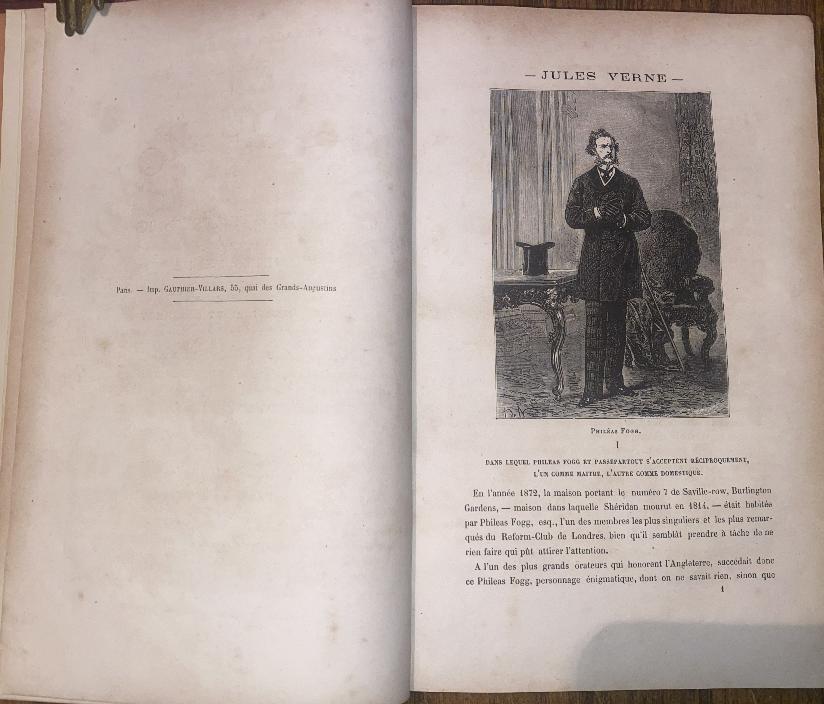 Paris. — Imp. GAUTHIER-VILLARS, 55, quai des Grands-Augustins
— JULES VERNE —
PHILÉAS FOGG.
I
DANS LEQUEL PHILEAS FOGG ET PASSEPARTOUT S'ACCEPTENT RÉCIPROQUEMENT,
L'UN COMME MAITRE, L'AUTRE COMME DOMESTIQUE.
En l'année 1872, la maison portant le numéro 7 de Saville-row, Burlington
Gardens, — maison dans laquelle Shéridan mourut en 1814, — était habitée
par Phileas Fogg, esq., l'un des membres les plus singuliers et les plus remar-
qués du Reform-Club de Londres, bien qu'il semblât prendre à tâche de ne
rien faire qui pût attirer l'attention.
A l'un des plus grands orateurs qui honorent l'Angleterre, succédait donc
ce Phileas Fogg, personnage énigmatique, dont on ne savait rien, sinon que
1